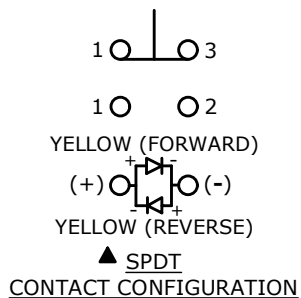 1 3
1 2
YELLOW (FORWARD)
+ -
(+) (-)
- +
YELLOW (REVERSE)
SPDT
CONTACT CONFIGURATION